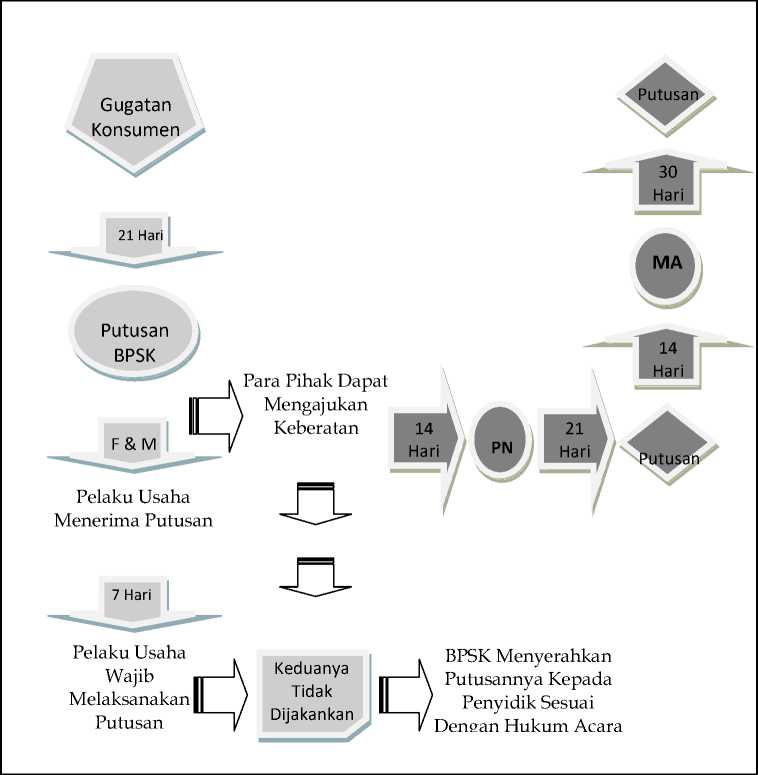 Gugatan
Konsumen
21 Hari
Putusan
BPSK
F & M
Pelaku Usaha
Menerima Putusan
7 Hari
Pelaku Usaha
Wajib
Melaksanakan
Putusan
Para Pihak Dapat
Mengajukan
Keberatan
14
Hari
PN
21
Hari
Putusan
14
Hari
MA
30
Hari
Putusan
Keduanya
Tidak
Dijakankan
BPSK Menyerahkan
Putusannya Kepada
Penyidik Sesuai
Dengan Hukum Acara